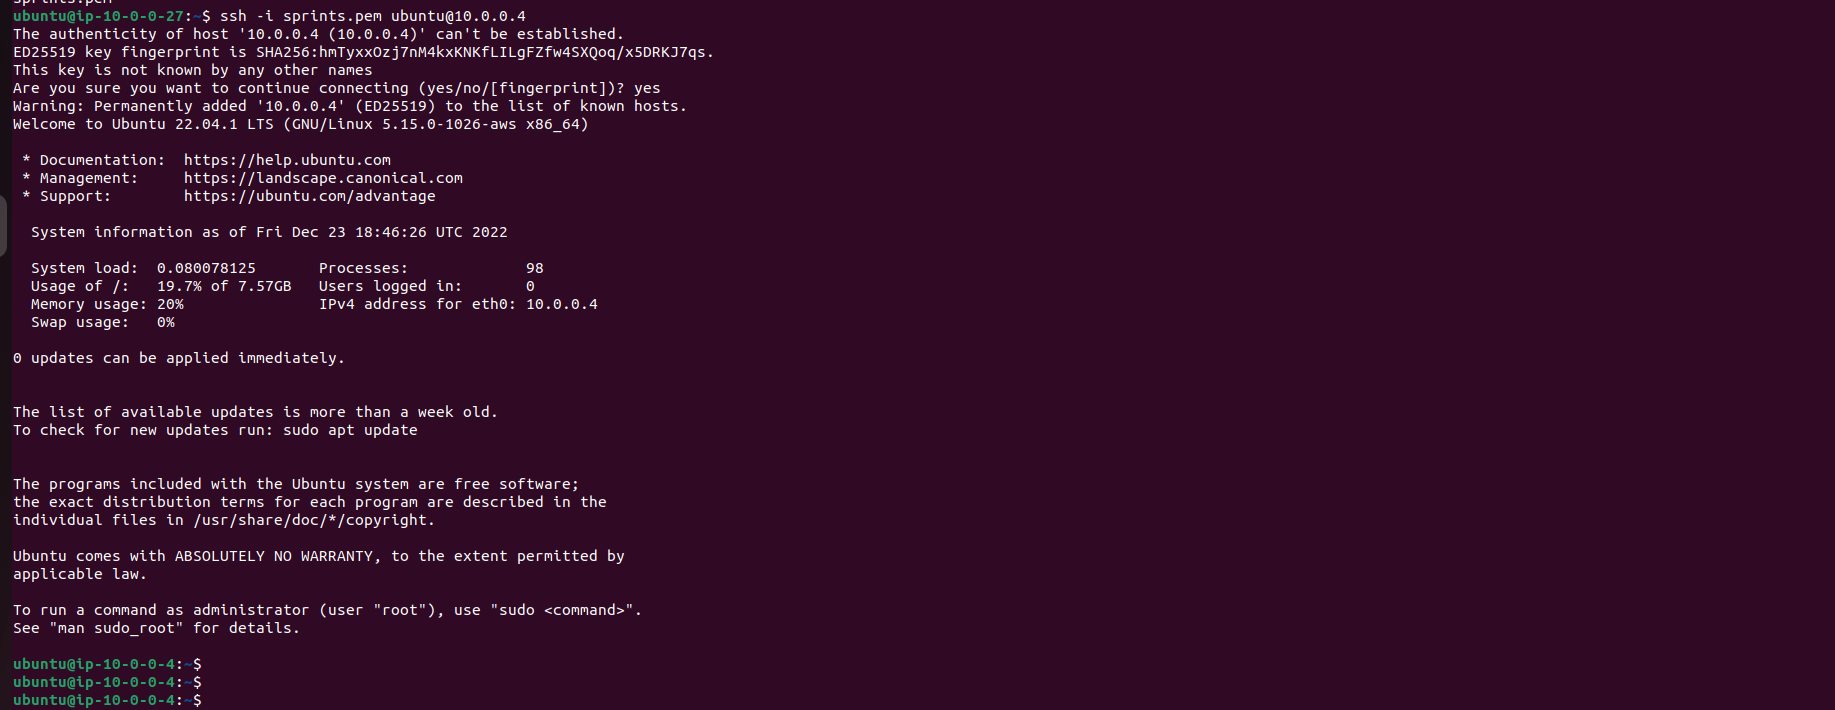 sprints.pem
ubuntu@ip-10-0-0-27:~$ ssh -i sprints.pem ubuntu@10.0.0.4
The authenticity of host '10.0.0.4 (10.0.0.4)' can't be established.
ED25519 key fingerprint is SHA256:hmTyxxOzj7nM4kxKNKfLILgFZfw4SXQoq/x5DRKJ7qs.
This key is not known by any other names
Are you sure you want to continue connecting (yes/no/[fingerprint])? yes
Warning: Permanently added '10.0.0.4' (ED25519) to the list of known hosts.
Welcome to Ubuntu 22.04.1 LTS (GNU/Linux 5.15.0-1026-aws x86_64)
* Documentation:  https://help.ubuntu.com
* Management:     https://landscape.canonical.com
* Support:        https://ubuntu.com/advantage
System information as of Fri Dec 23 18:46:26 UTC 2022
System load:  0.080078125       Processes:             98
Usage of /:   19.7% of 7.57GB   Users logged in:       0
Memory usage: 20%               IPv4 address for eth0: 10.0.0.4
Swap usage:   0%
0 updates can be applied immediately.
The list of available updates is more than a week old.
To check for new updates run: sudo apt update
The programs included with the Ubuntu system are free software;
the exact distribution terms for each program are described in the
individual files in /usr/share/doc/*/copyright.
Ubuntu comes with ABSOLUTELY NO WARRANTY, to the extent permitted by
applicable law.
To run a command as administrator (user "root"), use "sudo <command>".
See "man sudo_root" for details.
ubuntu@ip-10-0-0-4:~$
ubuntu@ip-10-0-0-4:~$
ubuntu@ip-10-0-0-4:~$